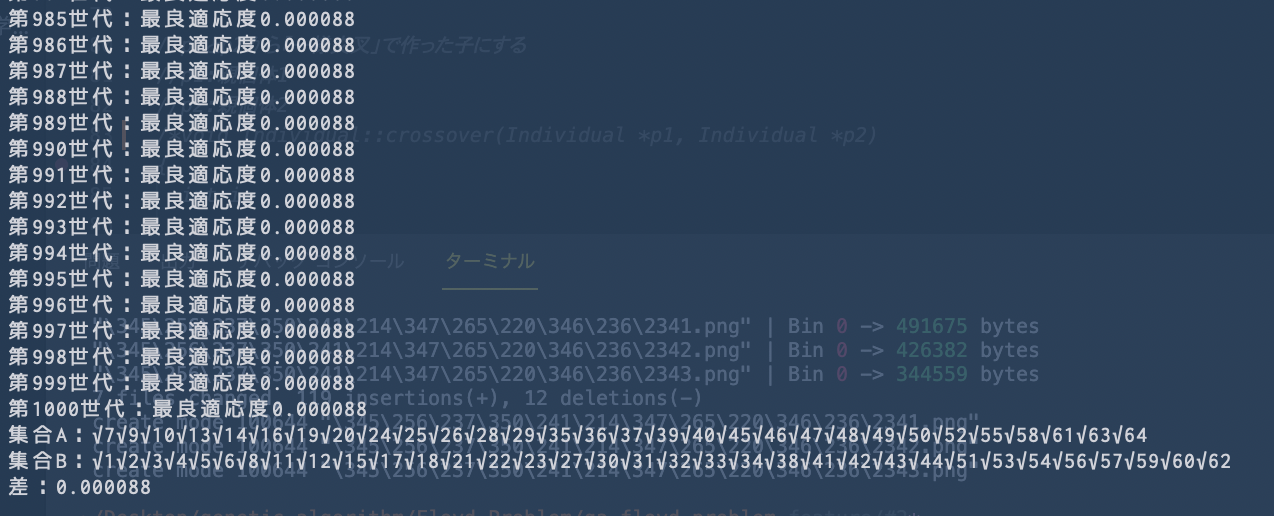 第985世代：最良適応度0.000088
第986世代：最良適応度0.000088
叉」で作った子にする
第987世代：最良適応度0.000088
第988世代：最良適応度0.000088
第989世代：最良適応度0.000088
::crossover(Individual *p1, Individual *p2)
第990世代：最良適応度0.000088
第991世代：最良適応度0.000088
第992世代：最良適応度0.000088
第993世代：最良適応度0.000088
第994世代：最良適応度0.000088
ターミナル
第995世代：最良適応度0.000088
第996世代：最良適応度0.000088
第997世代：最良適応度0.000088
\214\347\265\220\346\236\2341.png" | Bin 0 -> 491675 bytes
第998世代：最良適応度0.000088
\214\347\265\220\346\236\2342.png" | Bin 0 -> 426382 bytes
第999世代：最良適応度0.000088
\214\347\265\220\346\236\2343.png" | Bin 0 -> 344559 bytes
119 insertions(+), 12 deletions(-)
第1000世代：最良適応度0.000088
集合A：√7√9√10√13√14√16√19√20√24√25√26√28√29√35√36√37√39√40√45√46√47√48√49√50√52√55√58√61√63√64
集合B：√1√2√3√4√5√6√8√11√12√15√17√18√21√22√23√27√30√31√32√33√34√38√41√42√43√44√51√53√54√56√57√59√60√62
差：0.000088